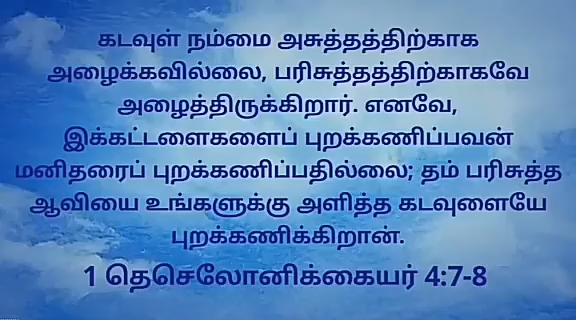 கடவுள் நம்மை அசுத்தத்திற்காக
அழைக்கவில்லை, பரிசுத்தத்திற்காகவே
அழைத்திருக்கிறார். எனவே,
இக்கட்டளைகளைப் புறக்கணிப்பவன்
மனிதரைப் புறக்கணிப்பதில்லை; தம் பரிசுத்த
ஆவியை உங்களுக்கு அளித்த கடவுளையே
புறக்கணிக்கிறான்.
1 தெசெலோனிக்கையர் 4:7-8